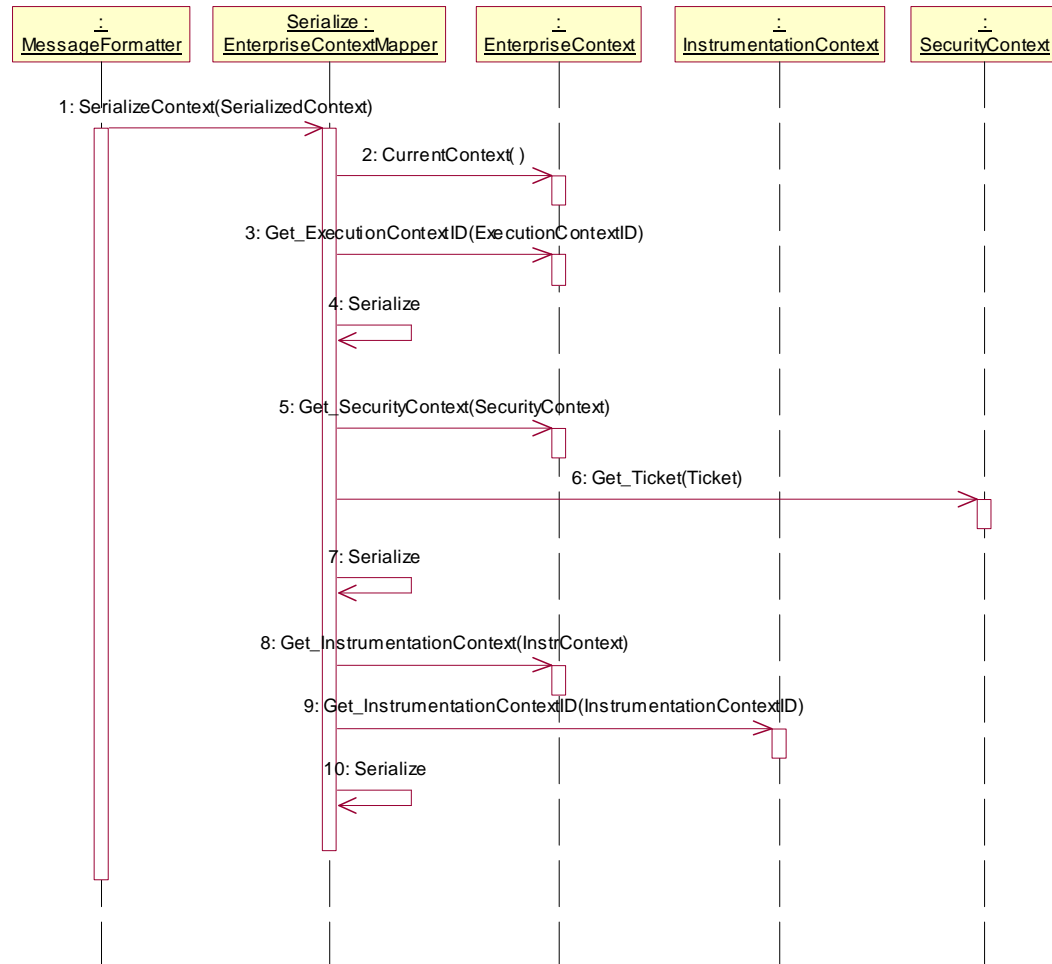 :
MessageFormatter
Serialize :
EnterpriseContextMapper
:
EnterpriseContext
:
InstrumentationContext
:
SecurityContext
1: SerializeContext(SerializedContext)
2: CurrentContext( )
3: Get_ExecutionContextID(ExecutionContextID)
4: Serialize
5: Get_SecurityContext(SecurityContext)
6: Get_Ticket(Ticket)
7: Serialize
8: Get_InstrumentationContext(InstrContext)
9: Get_InstrumentationContextID(InstrumentationContextID)
10: Serialize